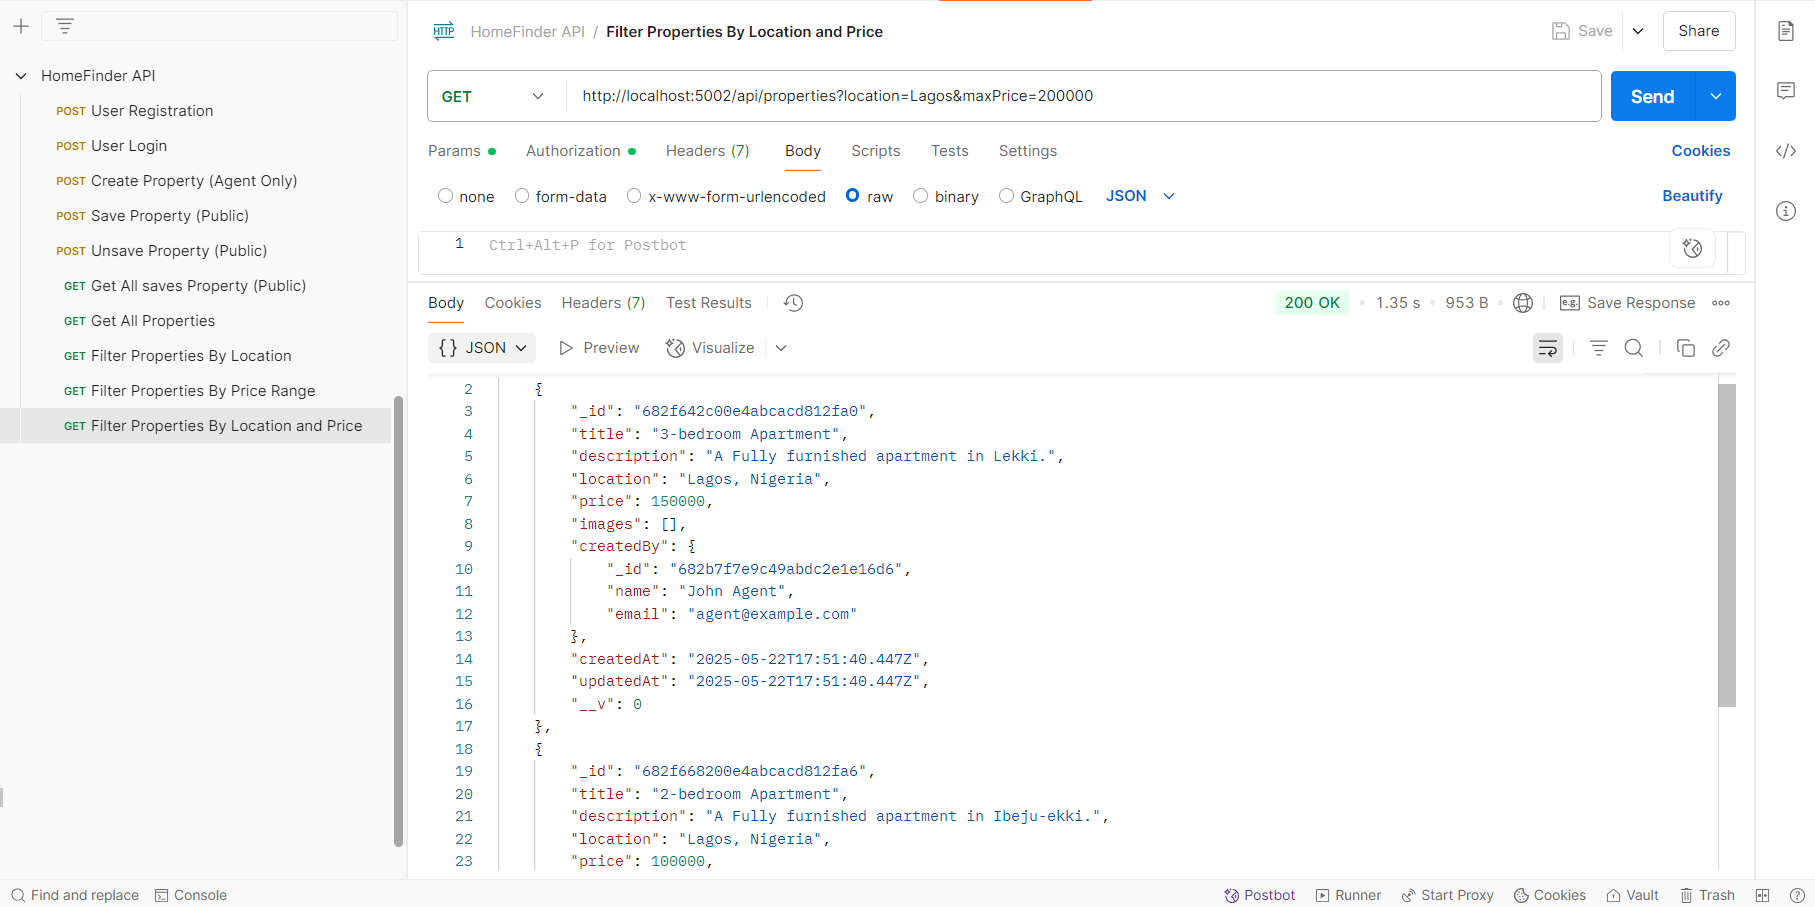 HomeFinder API
POST User Registration
POST User Login
POST Create Property (Agent Only)
POST Save Property (Public)
POST Unsave Property (Public)
GET Get All saves Property (Public)
GET Get All Properties
GET Filter Properties By Location
GET Filter Properties By Price Range
GET Filter Properties By Location and Price
HTTP HomeFinder API / Filter Properties By Location and Price
Save
Share
GET http://localhost:5002/api/properties?location=Lagos&maxPrice=200000
Send
Params Authorization Headers (7) Body Scripts Tests Settings
Cookies
none form-data x-www-form-urlencoded raw binary GraphQL JSON
Beautify
1 Ctrl+Alt+P for Postbot
Body Cookies Headers (7) Test Results
200 OK • 1.35 s • 953 B • e.g. Save Response
{} JSON Preview Visualize
2 {
3 "_id": "682f642c00e4abcacd812fa0",
4 "title": "3-bedroom Apartment",
5 "description": "A Fully furnished apartment in Lekki.",
6 "location": "Lagos, Nigeria",
7 "price": 150000,
8 "images": [],
9 "createdBy": {
10 "_id": "682b7f7e9c49abdc2e1e16d6",
11 "name": "John Agent",
12 "email": "agent@example.com"
13 },
14 "createdAt": "2025-05-22T17:51:40.447Z",
15 "updatedAt": "2025-05-22T17:51:40.447Z",
16 "__v": 0
17 },
18 {
19 "_id": "682f668200e4abcacd812fa6",
20 "title": "2-bedroom Apartment",
21 "description": "A Fully furnished apartment in Ibeju-ekki.",
22 "location": "Lagos, Nigeria",
23 "price": 100000,
Find and replace Console
Postbot Runner Start Proxy Cookies Vault Trash